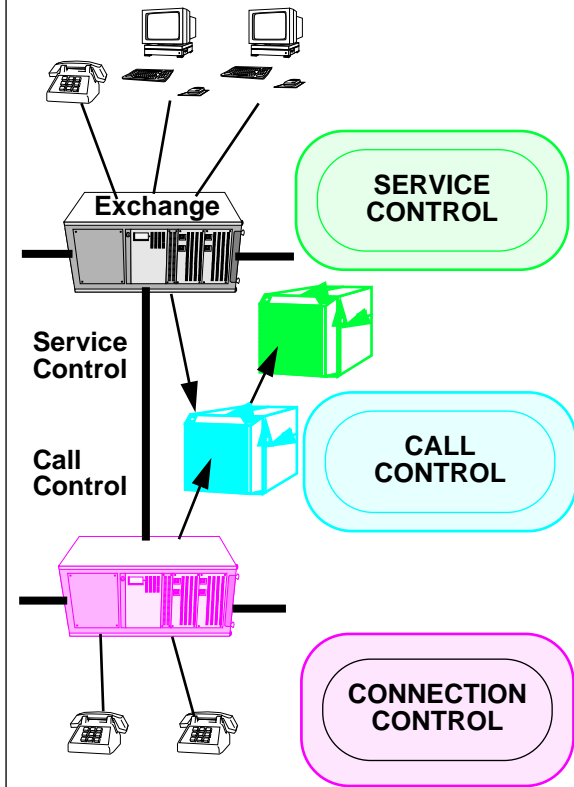 Exchange
SERVICE
CONTROL
Service
Control
Call
Control
CALL
CONTROL
CONNECTION
CONTROL